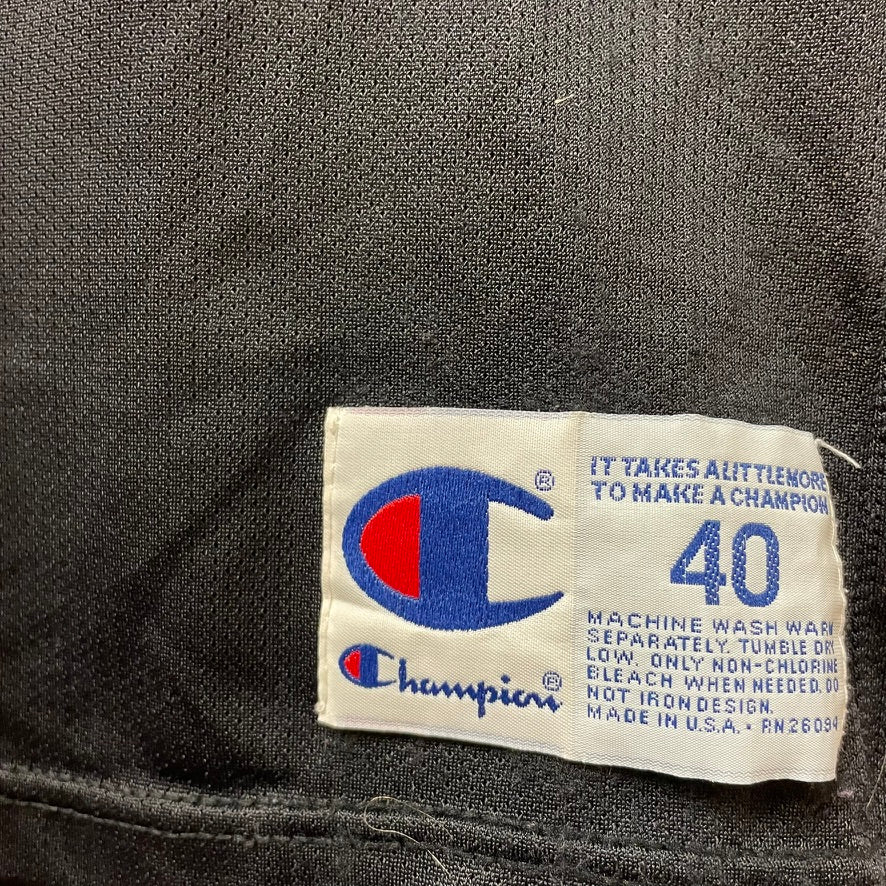 ®
Champion®
IT TAKES A LITTLE MORE
TO MAKE A CHAMPION
40
MACHINE WASH WARM
SEPARATELY. TUMBLE DRY
LOW. ONLY NON-CHLORINE
BLEACH WHEN NEEDED. DO
NOT IRON DESIGN.
MADE IN U.S.A. • RN 26094